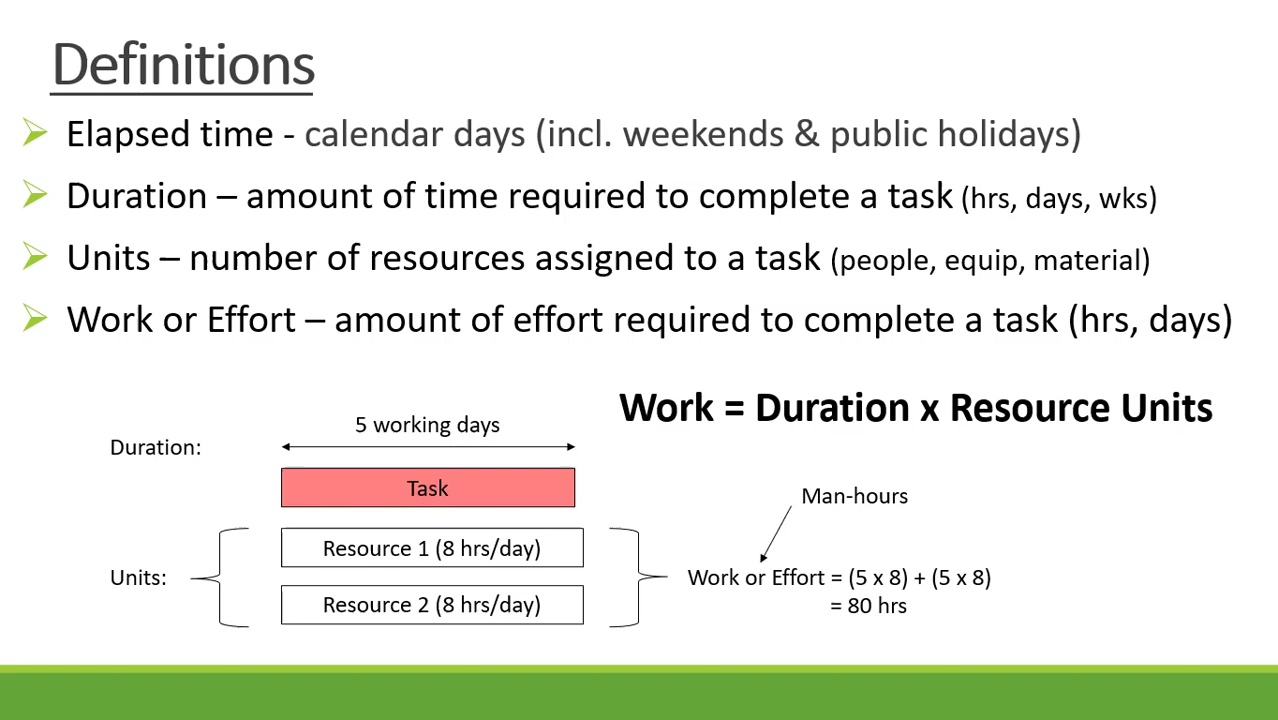 Definitions
Elapsed time - calendar days (incl. weekends & public holidays)
Duration – amount of time required to complete a task (hrs, days, wks)
Units – number of resources assigned to a task (people, equip, material)
Work or Effort – amount of effort required to complete a task (hrs, days)
Work = Duration x Resource Units
5 working days
Duration:
Task
Man-hours
Resource 1 (8 hrs/day)
Units:
Work or Effort = (5 x 8) + (5 x 8)
= 80 hrs
Resource 2 (8 hrs/day)